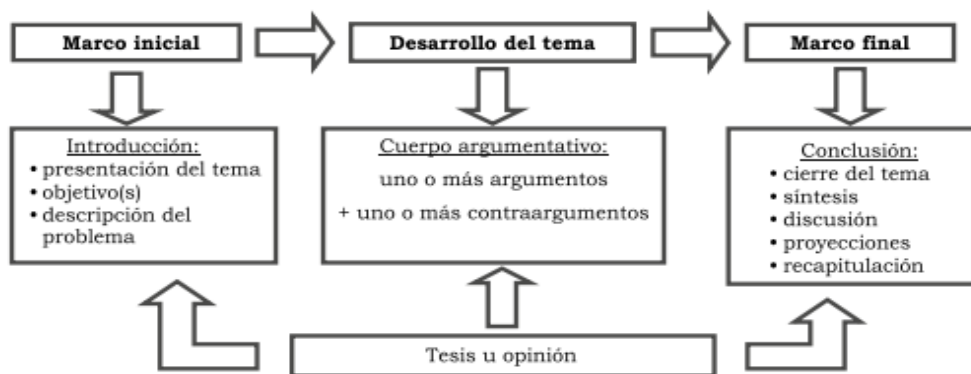 Marco inicial
Desarrollo del tema
Marco final
Introducción:
• presentación del tema
• objetivo(s)
• descripción del
problema
Cuerpo argumentativo:
uno o más argumentos
+ uno o más contraargumentos
Conclusión:
• cierre del tema
• síntesis
• discusión
• proyecciones
• recapitulación
Tesis u opinión